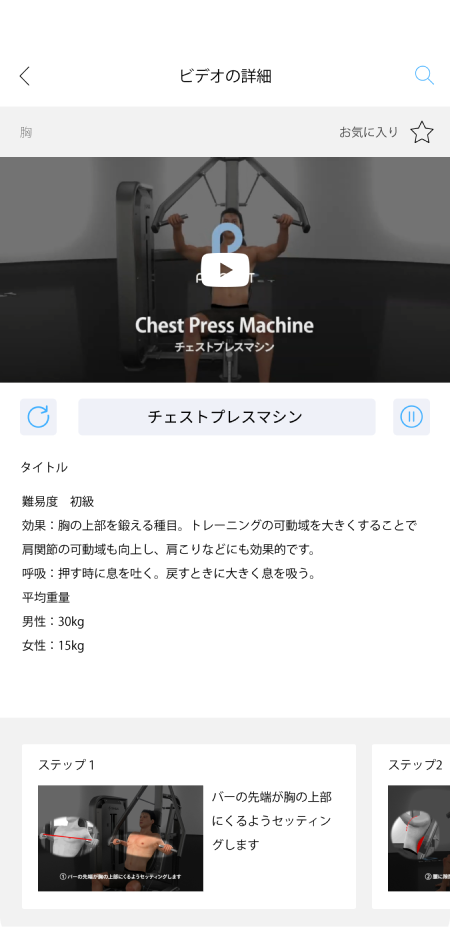 ビデオの詳細
胸
お気に入り
Chest Press Machine
チェストプレスマシン
チェストプレスマシン
タイトル
難易度　初級
効果：胸の上部を鍛える種目。トレーニングの可動域を大きくすることで
肩関節の可動域も向上し、肩こりなどにも効果的です。
呼吸：押す時に息を吐く。戻すときに大きく息を吸う。
平均重量
男性：30kg
女性：15kg
ステップ 1
バーの先端が胸の上部
にくるようセッティン
グします
① バーの先端が胸の上部にくるようセッティングします
ステップ2